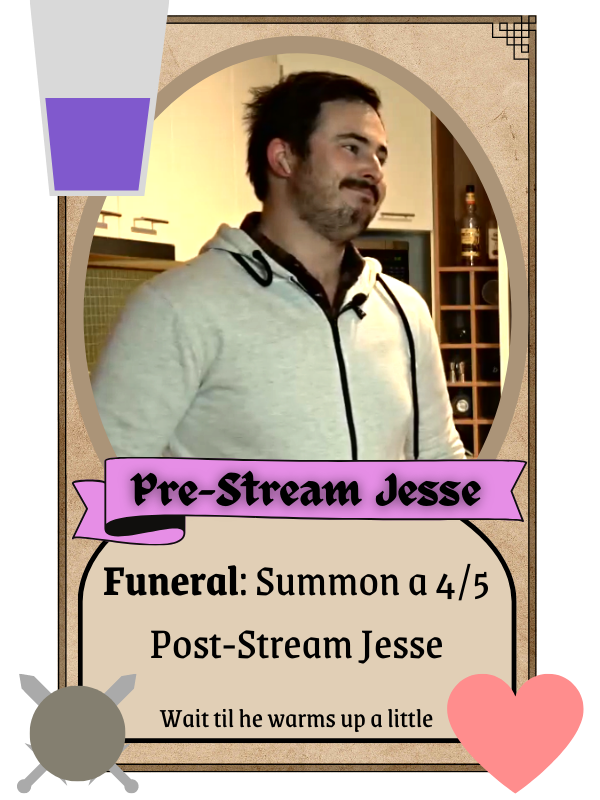 Pre-Stream Jesse
Funeral: Summon a 4/5
Post-Stream Jesse
Wait til he warms up a little